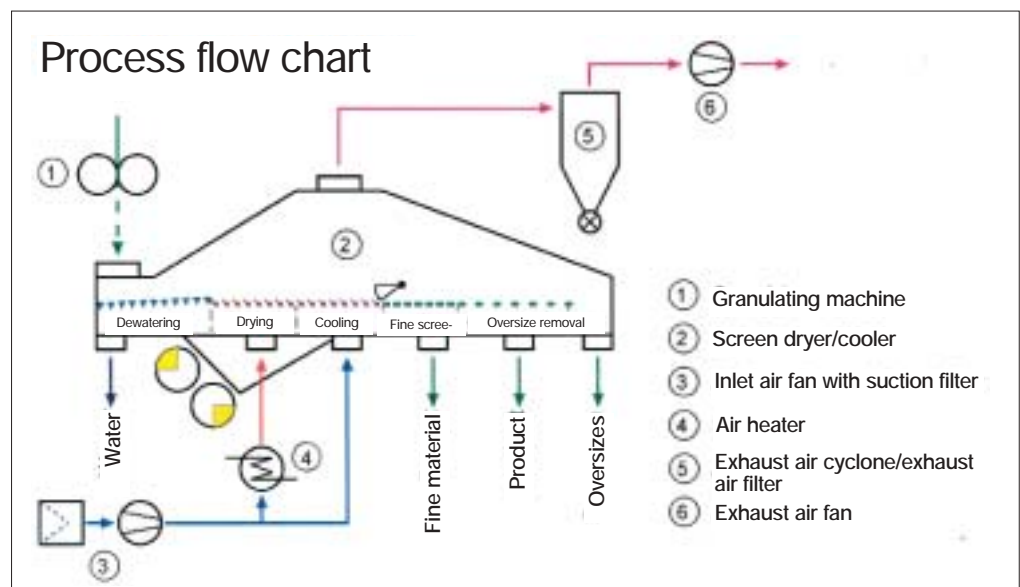 Process flow chart
6
5
1
2
Dewatering Drying Cooling Fine scree- Oversize removal
Water
4
Fine material
Product
Oversizes
3
1 Granulating machine
2 Screen dryer/cooler
3 Inlet air fan with suction filter
4 Air heater
5 Exhaust air cyclone/exhaust
air filter
6 Exhaust air fan